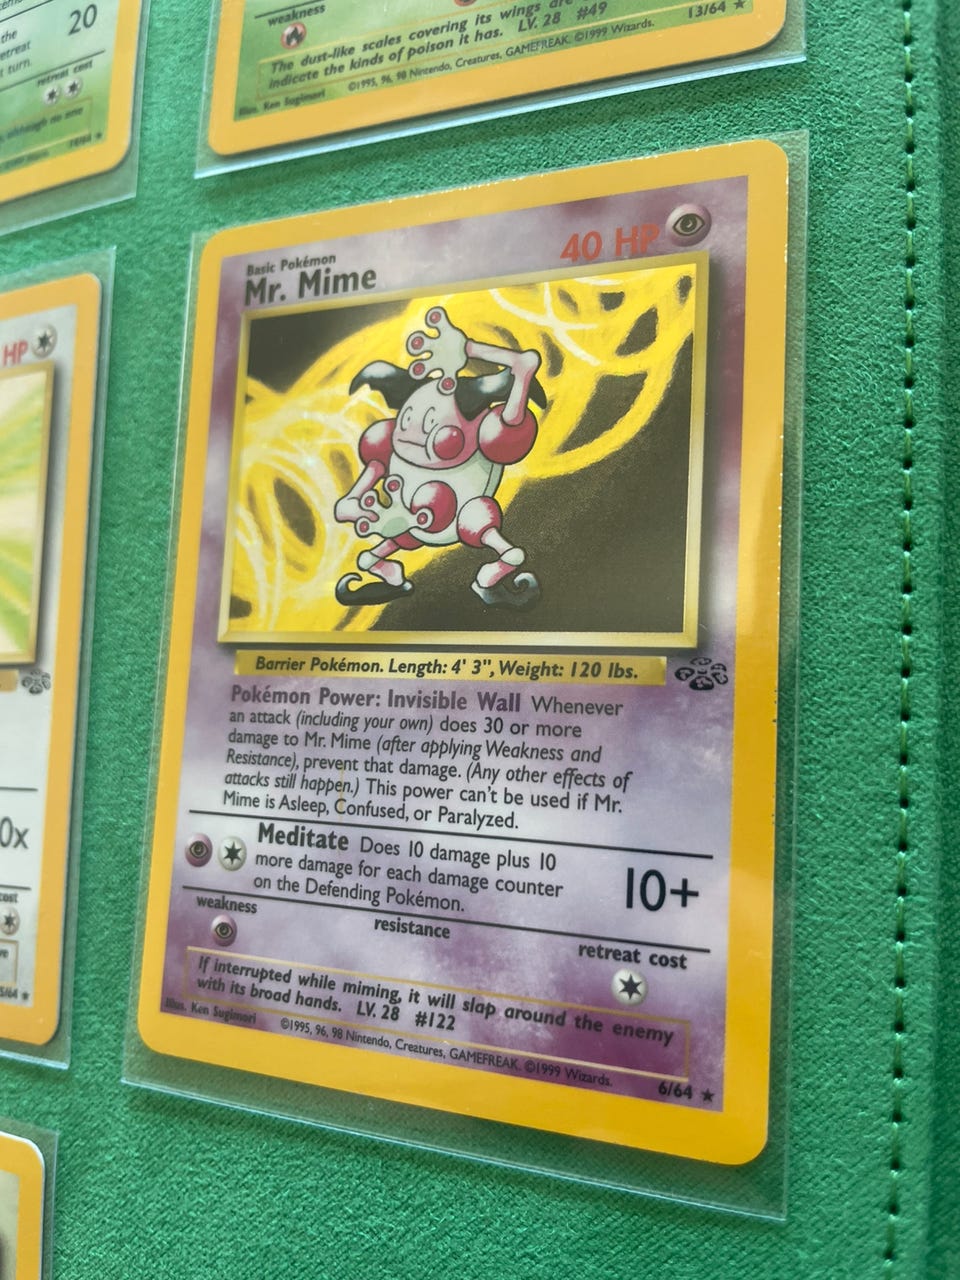 20
the
retreat
turn.
retreat cost
although no one
weakness
The dust-like scales covering its wings are
indicate the kinds of poison it has. LV. 28 #49
Illus. Ken Sugimori ©1995, 96, 98 Nintendo, Creatures, GAMEFREAK. ©1999 Wizards.
13/64 ★
HP
0x
cost
Basic Pokémon
Mr. Mime
40 HP
Barrier Pokémon. Length: 4' 3", Weight: 120 lbs.
Pokémon Power: Invisible Wall Whenever
an attack (including your own) does 30 or more
damage to Mr. Mime (after applying Weakness and
Resistance), prevent that damage. (Any other effects of
attacks still happen.) This power can't be used if Mr.
Mime is Asleep, Confused, or Paralyzed.
Meditate Does 10 damage plus 10
more damage for each damage counter
on the Defending Pokémon.
10+
weakness
resistance
retreat cost
If interrupted while miming, it will slap around the enemy
with its broad hands. LV. 28 #122
Illus. Ken Sugimori
©1995, 96, 98 Nintendo, Creatures, GAMEFREAK. ©1999 Wizards.
6/64 ★